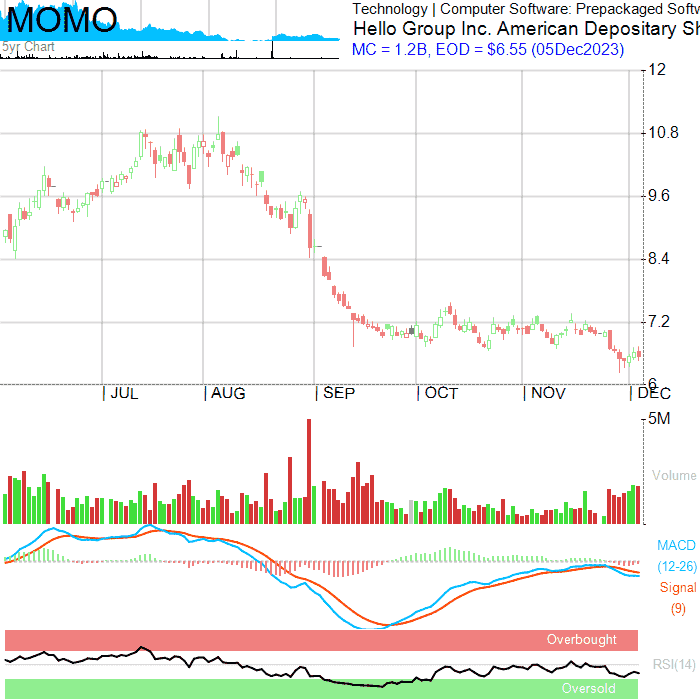 MOMO
5yr Chart
Technology | Computer Software: Prepackaged Softw
Hello Group Inc. American Depositary Sh
MC = 1.2B, EOD = $6.55 (05Dec2023)
12
10.8
9.6
8.4
7.2
6
JUL AUG SEP OCT NOV DEC
5M
Volume
MACD
(12-26)
Signal
(9)
Overbought
RSI(14)
Oversold